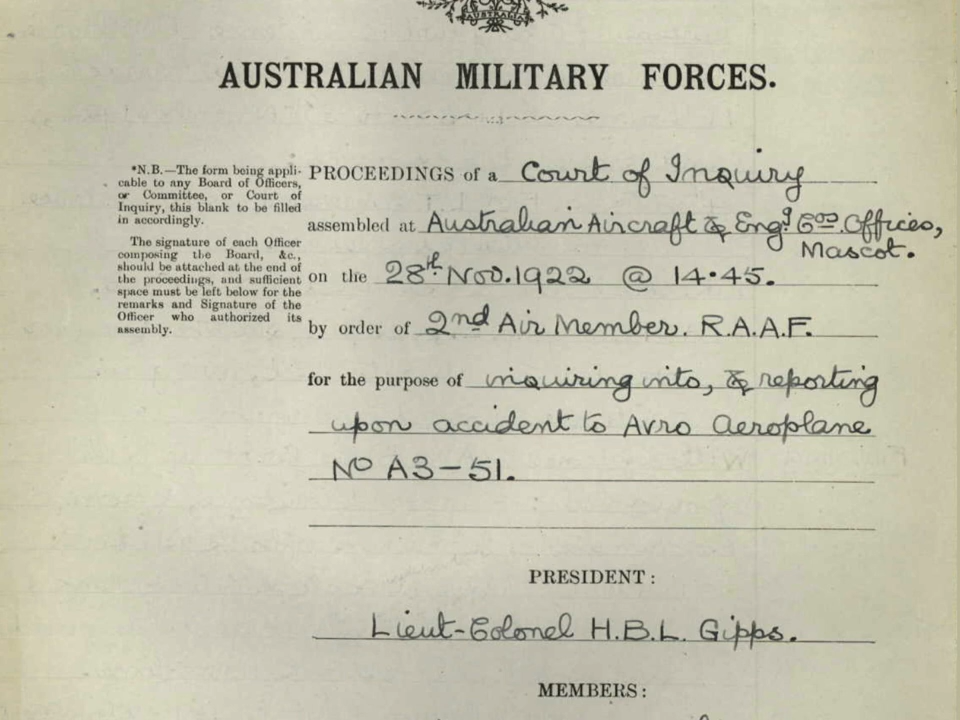 AUSTRALIA
AUSTRALIAN MILITARY FORCES.
*N.B.—The form being appli-
cable to any Board of Officers,
or Committee, or Court of
Inquiry, this blank to be filled
in accordingly.
The signature of each Officer
composing the Board, &c.,
should be attached at the end of
the proceedings, and sufficient
space must be left below for the
remarks and Signature of the
Officer who authorized its
assembly.
PROCEEDINGS of a Court of Inquiry
assembled at Australian Aircraft & Engg Cos Offices,
Mascot.
on the 28th Nov. 1922 @ 14.45.
by order of 2nd Air Member. R.A.A.F.
for the purpose of inquiring into, & reporting
upon accident to Avro Aeroplane
No A3-51.
PRESIDENT:
Lieut-Colonel H.B.L. Gipps.
MEMBERS: